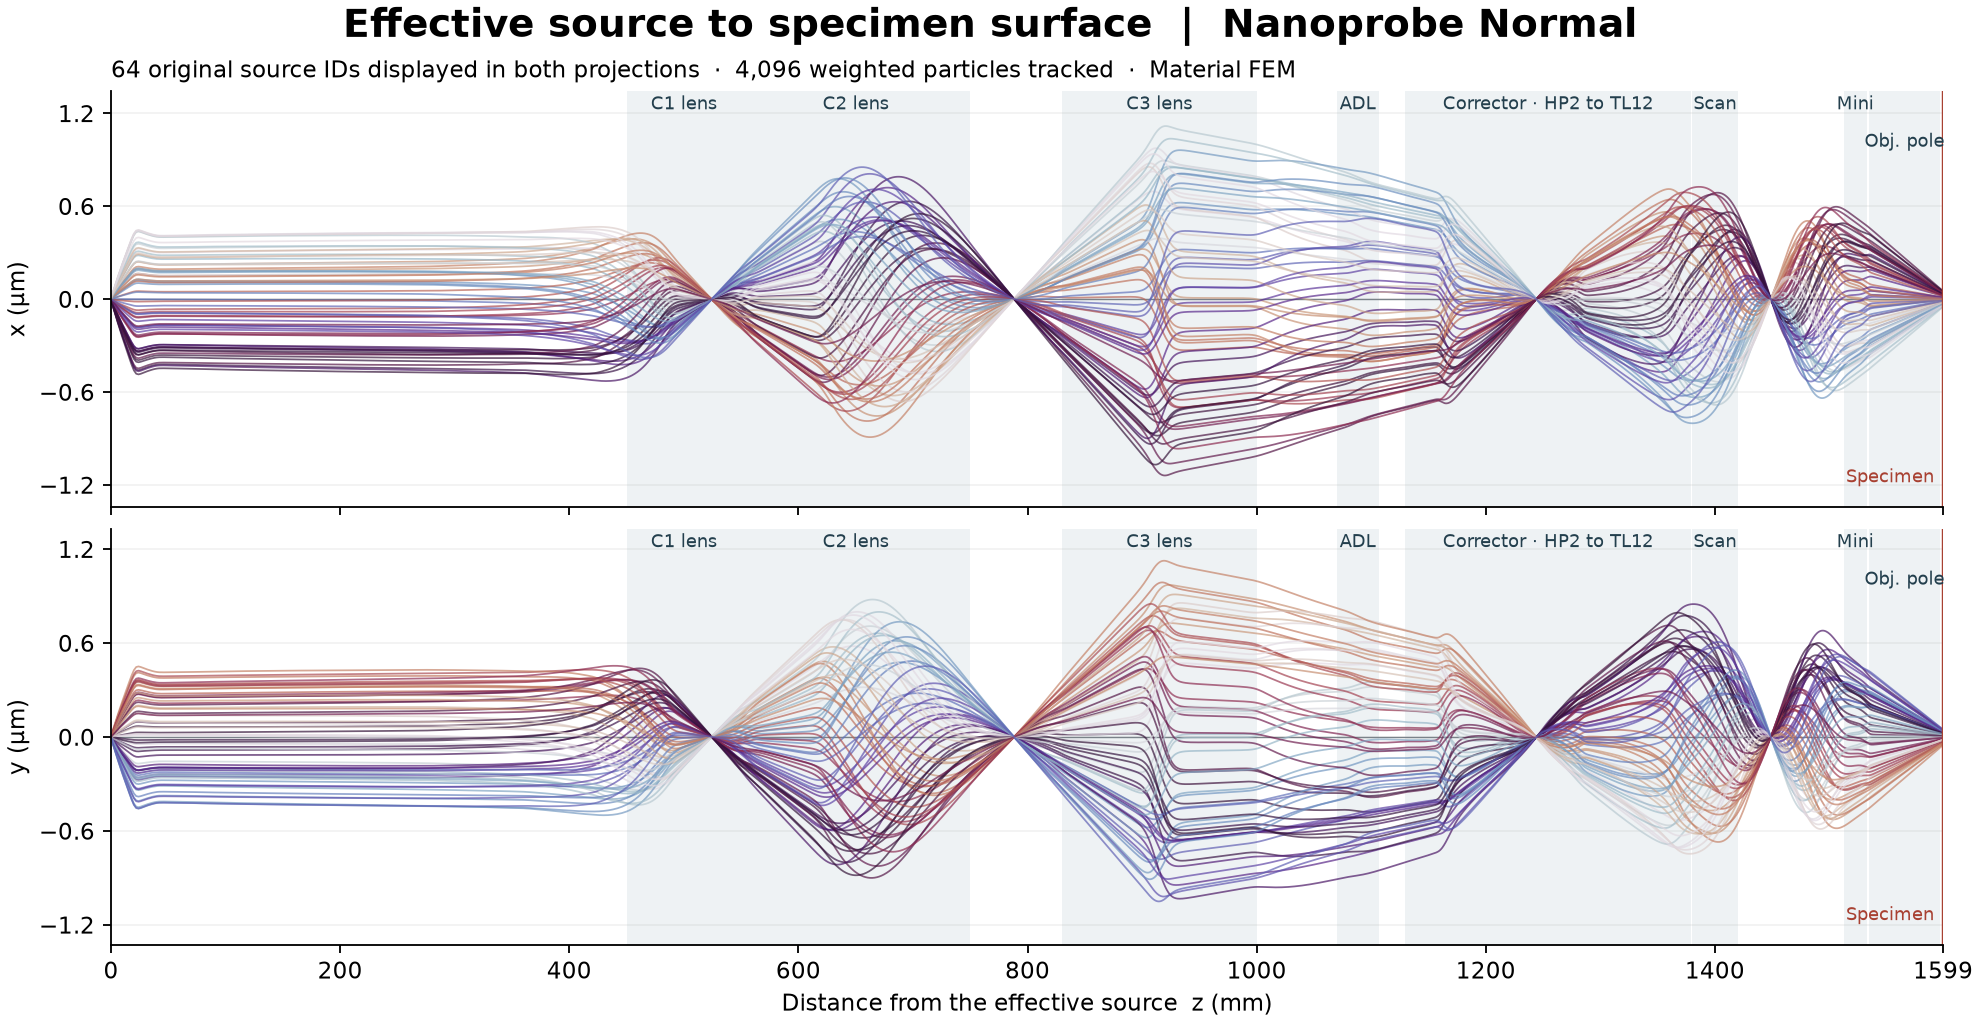 Effective source to specimen surface | Nanoprobe Normal
64 original source IDs displayed in both projections · 4,096 weighted particles tracked · Material FEM
C1 lens C2 lens C3 lens ADL Corrector · HP2 to TL12 Scan Mini
Obj. pole
1.2
0.6
0.0
−0.6
−1.2
x (µm)
Specimen
C1 lens C2 lens C3 lens ADL Corrector · HP2 to TL12 Scan Mini
Obj. pole
1.2
0.6
0.0
−0.6
−1.2
y (µm)
Specimen
0 200 400 600 800 1000 1200 1400 1599
Distance from the effective source z (mm)